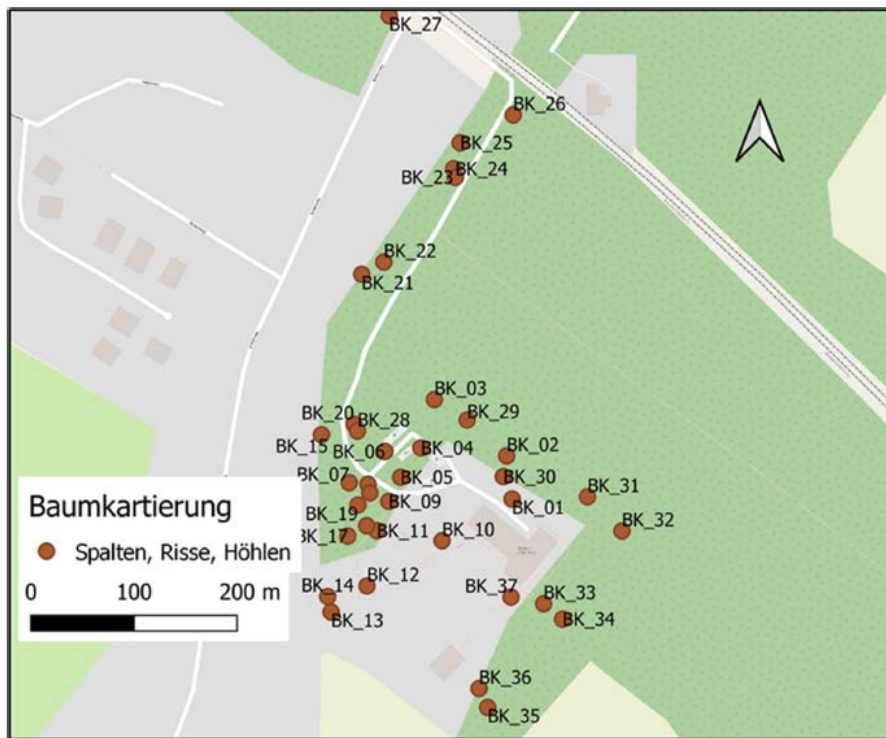 BK_27
BK_26
BK_25
BK_24
BK_23
BK_22
BK_21
BK_03
BK_29
BK_20
BK_28
BK_15
BK_06
BK_04
BK_02
BK_07
BK_05
BK_30
BK_31
BK_09
BK_01
BK_19
BK_17
BK_11
BK_10
BK_32
BK_12
BK_14
BK_37
BK_33
BK_13
BK_34
BK_36
BK_35
Baumkartierung
Spalten, Risse, Höhlen
0 100 200 m